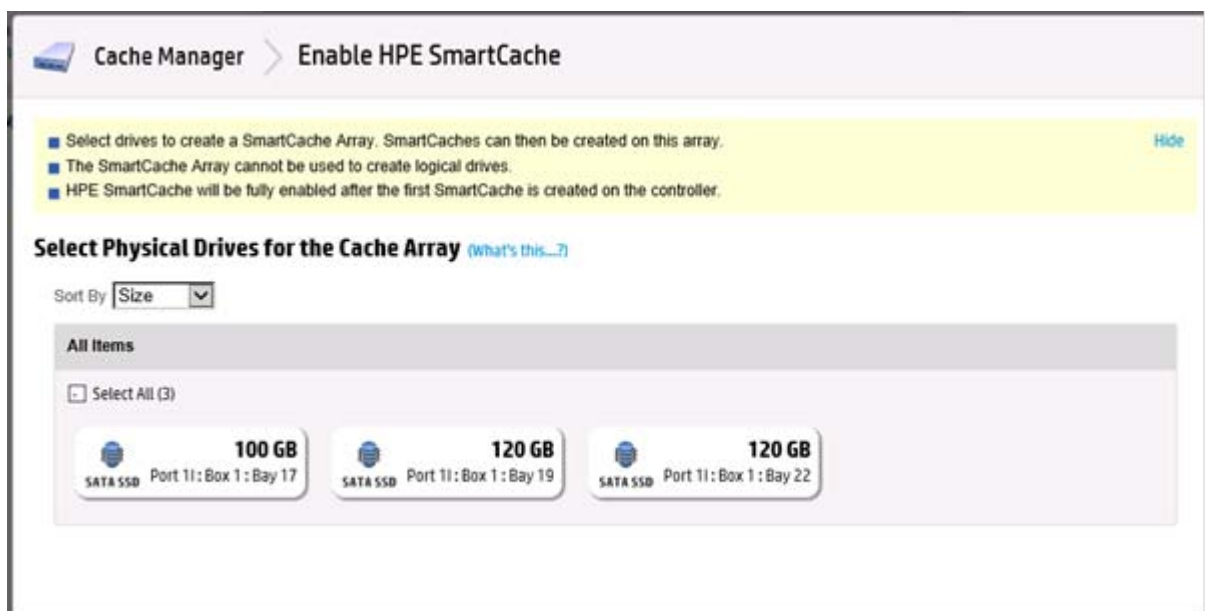 Cache Manager Enable HPE SmartCache
Select drives to create a SmartCache Array. SmartCaches can then be created on this array. Hide
The SmartCache Array cannot be used to create logical drives.
HPE SmartCache will be fully enabled after the first SmartCache is created on the controller.
Select Physical Drives for the Cache Array (What's this...?)
Sort By Size
All Items
Select All (3)
100 GB
SATA SSD Port 1I : Box 1 : Bay 17
120 GB
SATA SSD Port 1I : Box 1 : Bay 19
120 GB
SATA SSD Port 1I : Box 1 : Bay 22